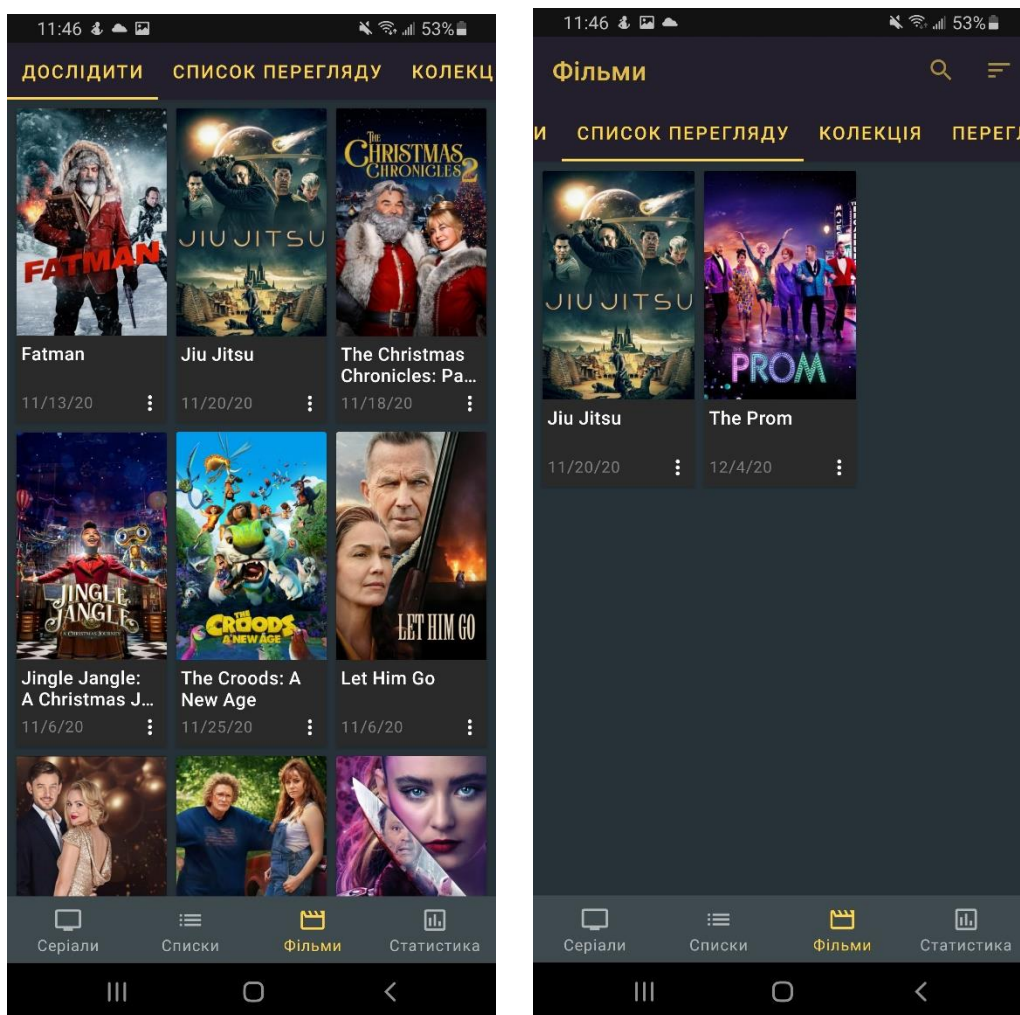 11:46
53%
ДОСЛІДИТИ СПИСОК ПЕРЕГЛЯДУ КОЛЕКЦ
FATMAN
JIU JITSU
The
CHRISTMAS
CHRONICLES 2
Fatman
Jiu Jitsu
The Christmas
Chronicles: Pa...
11/13/20
11/20/20
11/18/20
JINGLE
JANGLE
A CHRISTMAS JOURNEY
THE
CROODS
A NEW AGE
LET HIM GO
Jingle Jangle:
A Christmas J...
The Croods: A
New Age
Let Him Go
11/6/20
11/25/20
11/6/20
Серіали
Списки
Фільми
Статистика
11:46
53%
Фільми
И СПИСОК ПЕРЕГЛЯДУ КОЛЕКЦІЯ ПЕРЕГЛ
JIU JITSU
PROM
Jiu Jitsu
The Prom
11/20/20
12/4/20
Серіали
Списки
Фільми
Статистика